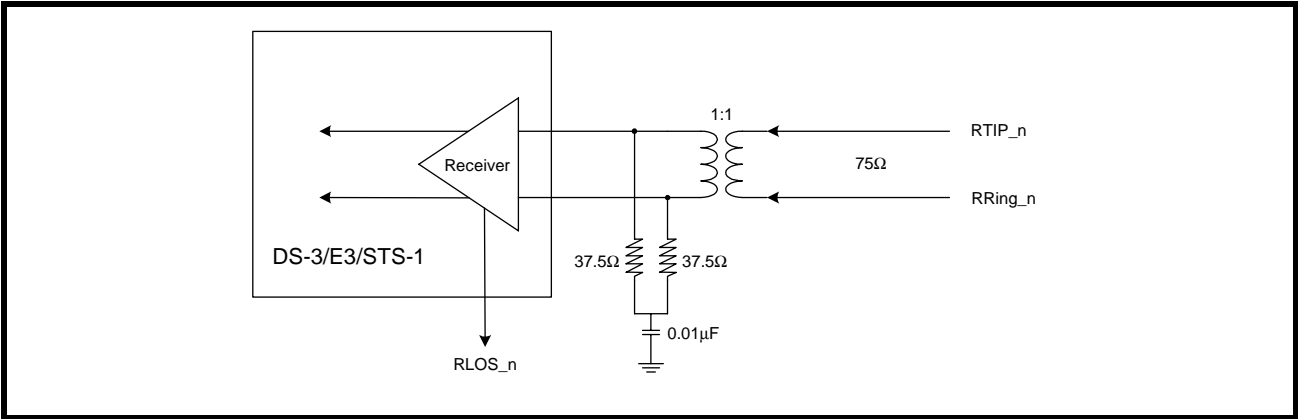 1:1
RTIP_n
Receiver
75Ω
RRing_n
DS-3/E3/STS-1
37.5Ω
37.5Ω
0.01μF
RLOS_n